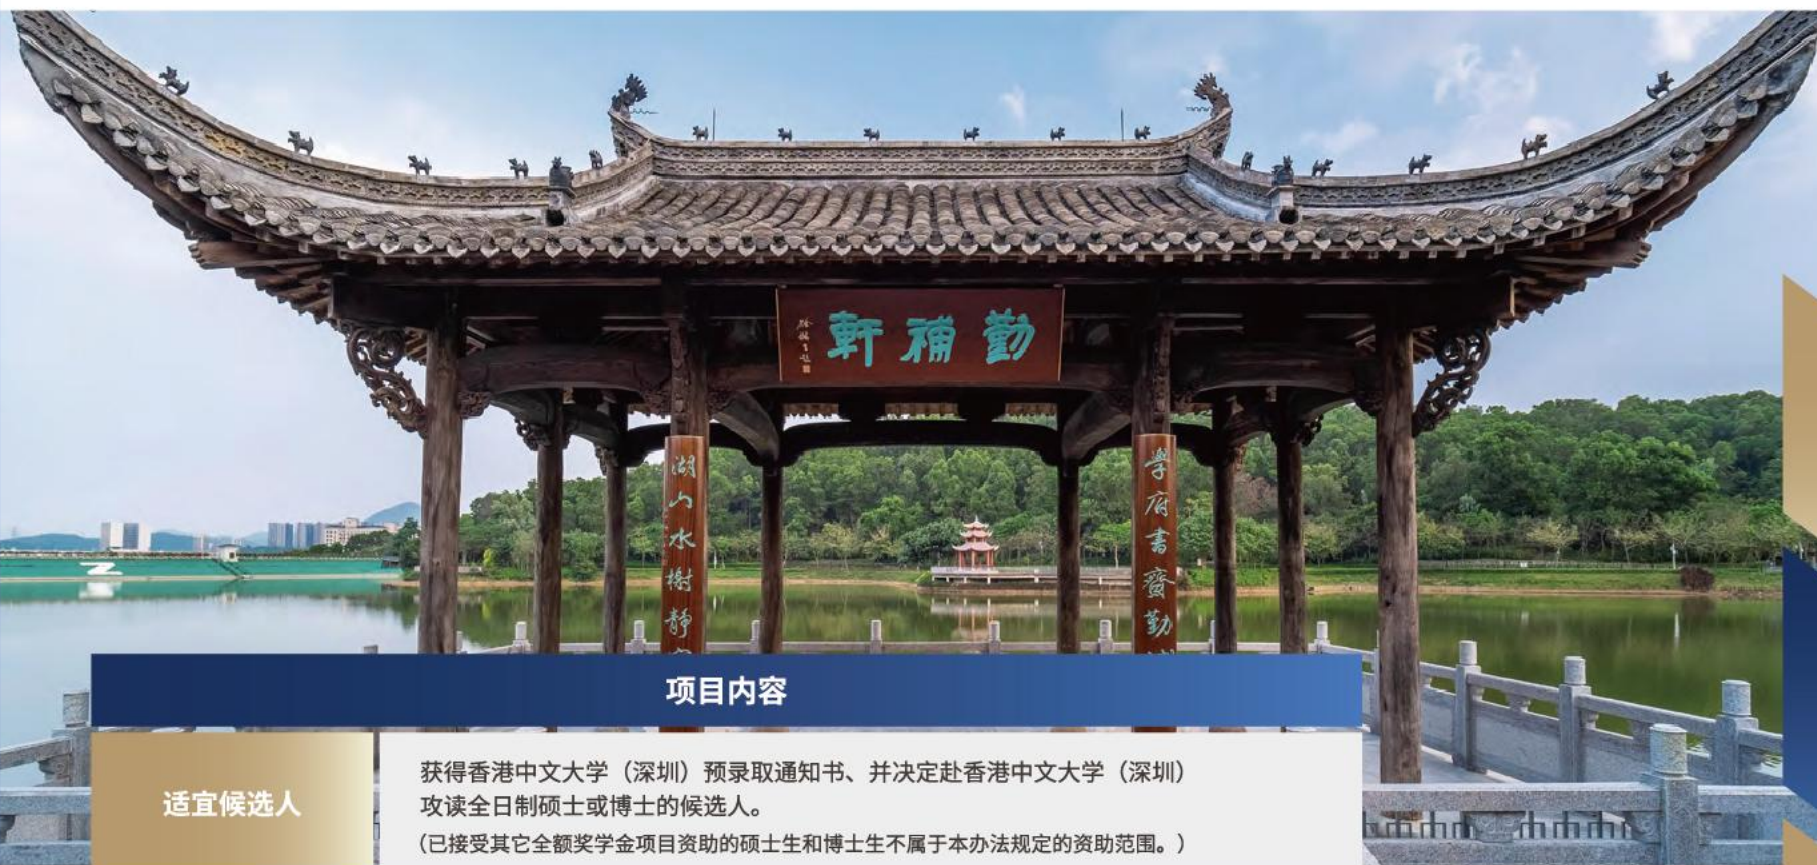 勤補軒
學府書齋勤
湖山水榭靜
项目内容
适宜候选人
获得香港中文大学（深圳）预录取通知书、并决定赴香港中文大学（深圳）
攻读全日制硕士或博士的候选人。
（已接受其它全额奖学金项目资助的硕士生和博士生不属于本办法规定的资助范围。）